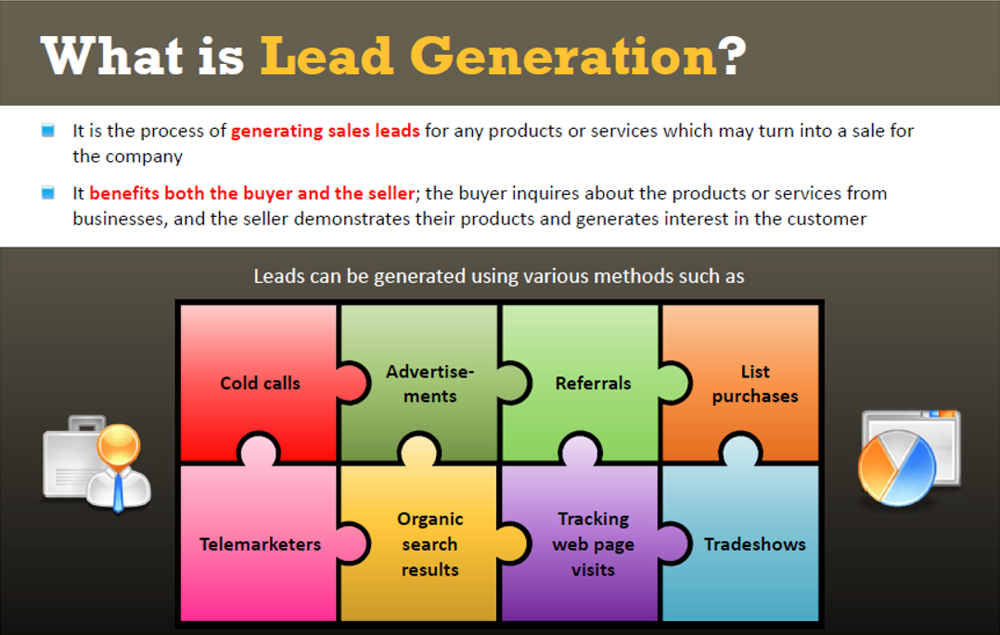 What is Lead Generation?
It is the process of generating sales leads for any products or services which may turn into a sale for
the company
It benefits both the buyer and the seller; the buyer inquires about the products or services from
businesses, and the seller demonstrates their products and generates interest in the customer
Leads can be generated using various methods such as
Cold calls
Advertise-
ments
Referrals
List
purchases
Telemarketers
Organic
search
results
Tracking
web page
visits
Tradeshows